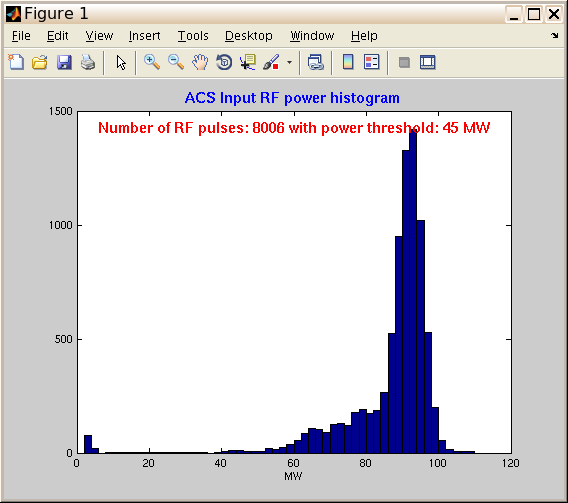 Figure 1
File Edit View Insert Tools Desktop Window Help
ACS Input RF power histogram
Number of RF pulses: 8006 with power threshold: 45 MW
1500
1000
500
0
0 20 40 60 80 100 120
MW